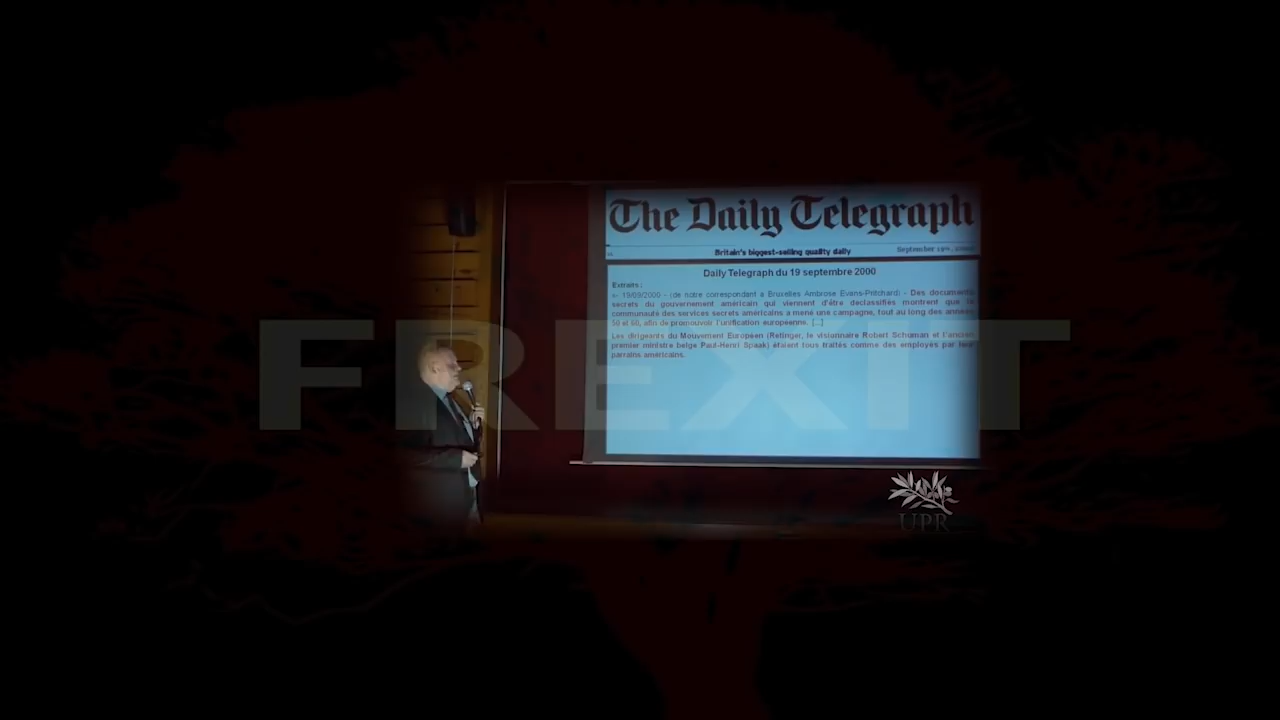 The Daily Telegraph
Britain's biggest-selling quality daily
September 19th, 2000
Daily Telegraph du 19 septembre 2000
Extraits :
19/09/2000 - (de notre correspondant à Bruxelles Ambrose Evans-Pritchard) - Des documents
secrets du gouvernement américain qui viennent d'être déclassifiés montrent que la
communauté des services secrets américains a mené une campagne, tout au long des années
50 et 60, afin de promouvoir l'unification européenne. [...]
Les dirigeants du Mouvement Européen (Retinger, le visionnaire Robert Schuman et l'ancien
premier ministre belge Paul-Henri Spaak) étaient tous traités comme des employés par leur
parrains américains.
FREXIT
UPR